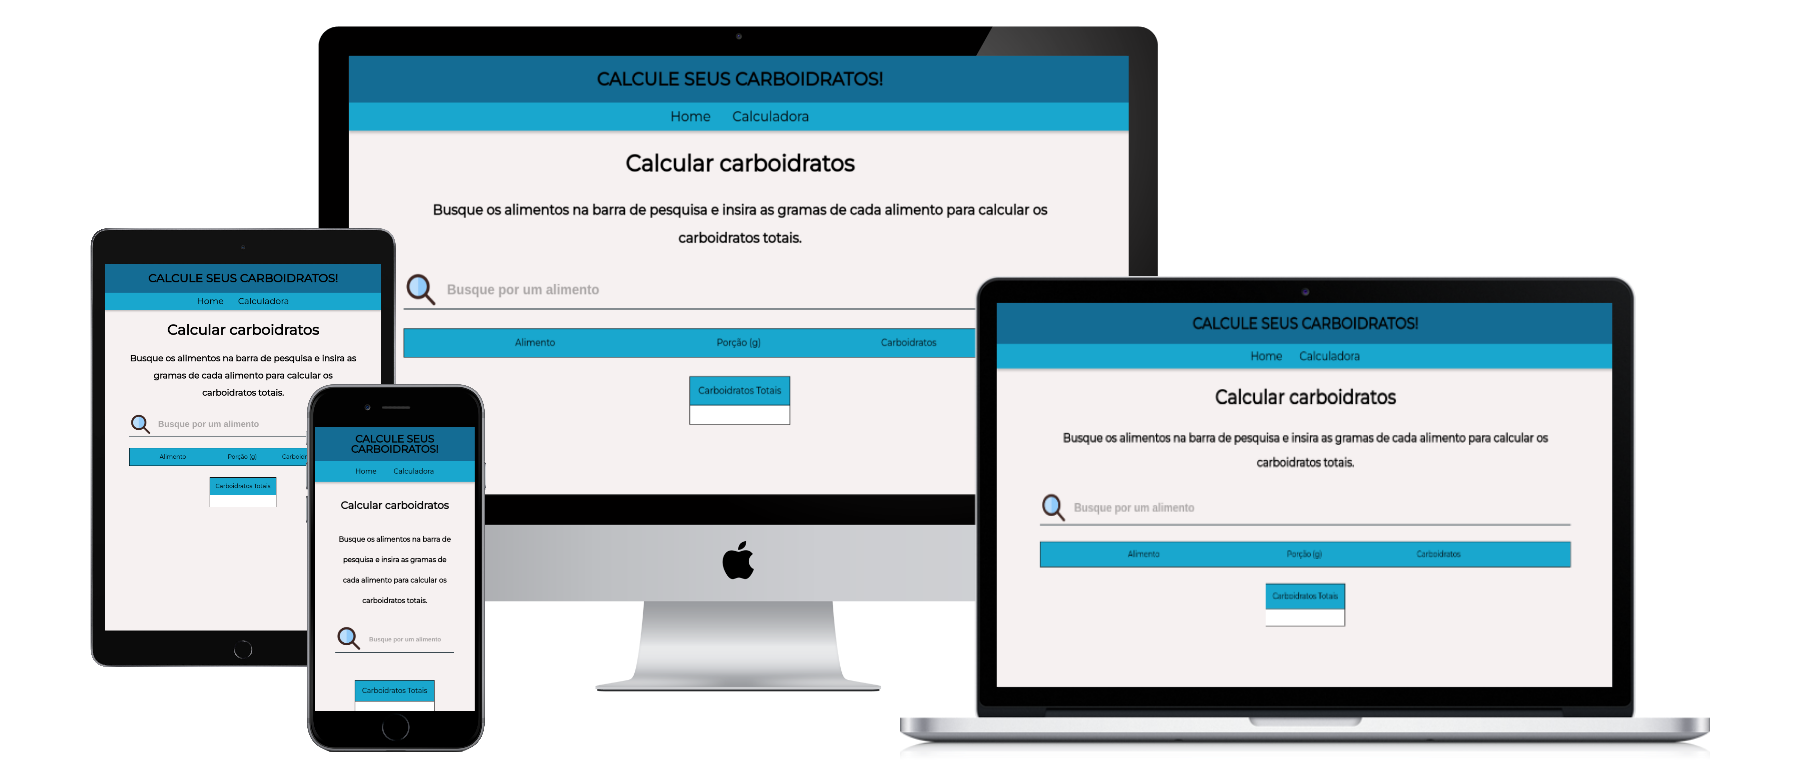 CALCULE SEUS CARBOIDRATOS!
Home Calculadora
Calcular carboidratos
Busque os alimentos na barra de pesquisa e insira as gramas de cada alimento para calcular os
carboidratos totais.
Busque por um alimento
Alimento Porção (g) Carboidratos
Carboidratos Totais
CALCULE SEUS CARBOIDRATOS!
Home Calculadora
Calcular carboidratos
Busque os alimentos na barra de pesquisa e insira as
gramas de cada alimento para calcular os
carboidratos totais.
Busque por um alimento
Alimento Porção (g)
Carboidratos Totais
CALCULE SEUS
CARBOIDRATOS!
Home Calculadora
Calcular carboidratos
Busque os alimentos na barra de
pesquisa e insira as gramas de
cada alimento para calcular os
carboidratos totais.
Busque por um alimento
Carboidratos Totais
CALCULE SEUS CARBOIDRATOS!
Home Calculadora
Calcular carboidratos
Busque os alimentos na barra de pesquisa e insira as gramas de cada alimento para calcular os
carboidratos totais.
Busque por um alimento
Alimento Porção (g) Carboidratos
Carboidratos Totais